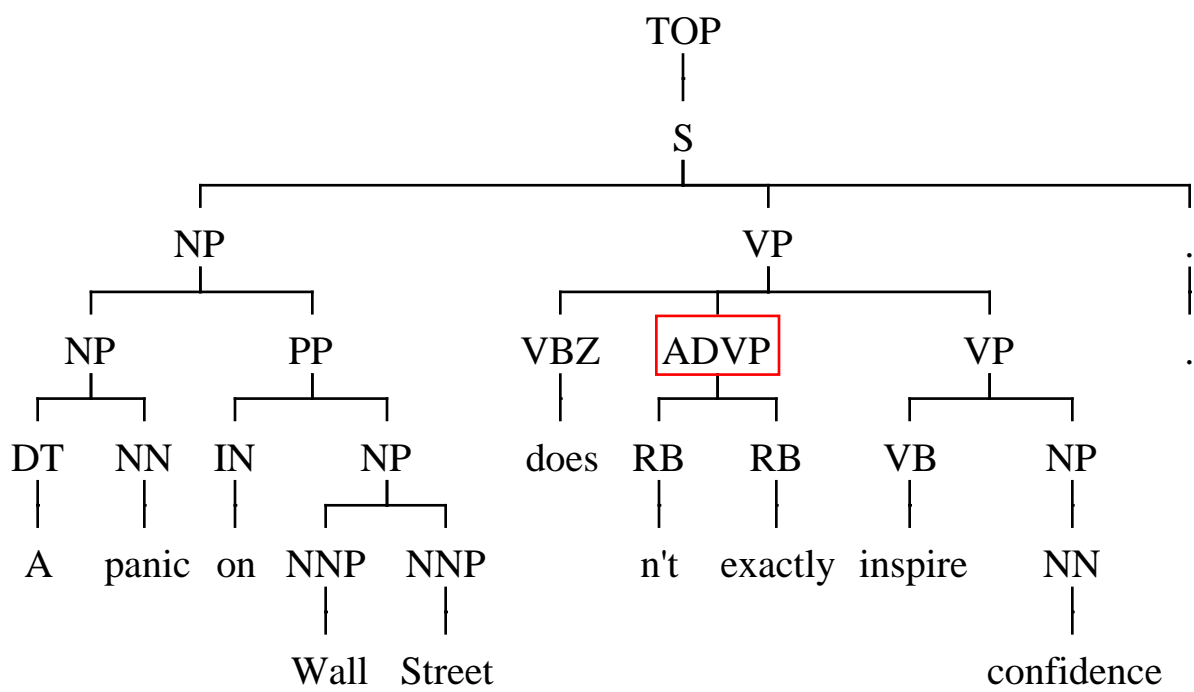 TOP
S
NP VP .
NP PP VBZ ADVP VP .
DT NN IN NP does RB RB VB NP
A panic on NNP NNP n't exactly inspire NN
Wall Street confidence